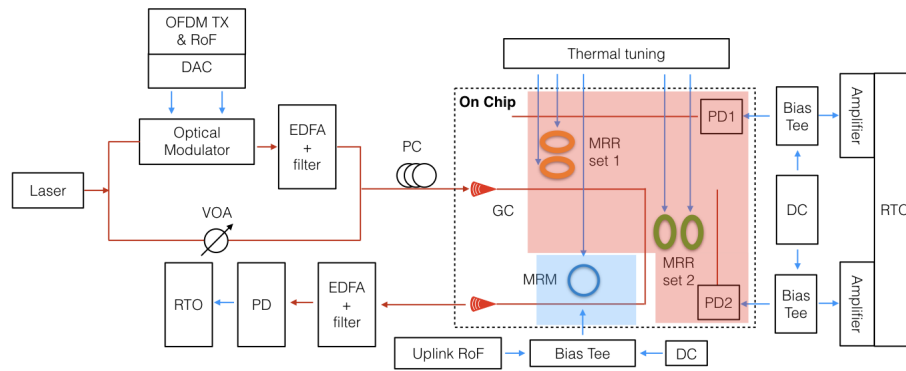 OFDM TX
& RoF
DAC
Optical
Modulator
EDFA
+
filter
Laser
VOA
PC
RTO
PD
EDFA
+
filter
Thermal tuning
On Chip
MRR
set 1
PD1
GC
MRM
MRR
set 2
PD2
Bias
Tee
Amplifier
DC
RTO
Bias
Tee
Amplifier
Uplink RoF
Bias Tee
DC